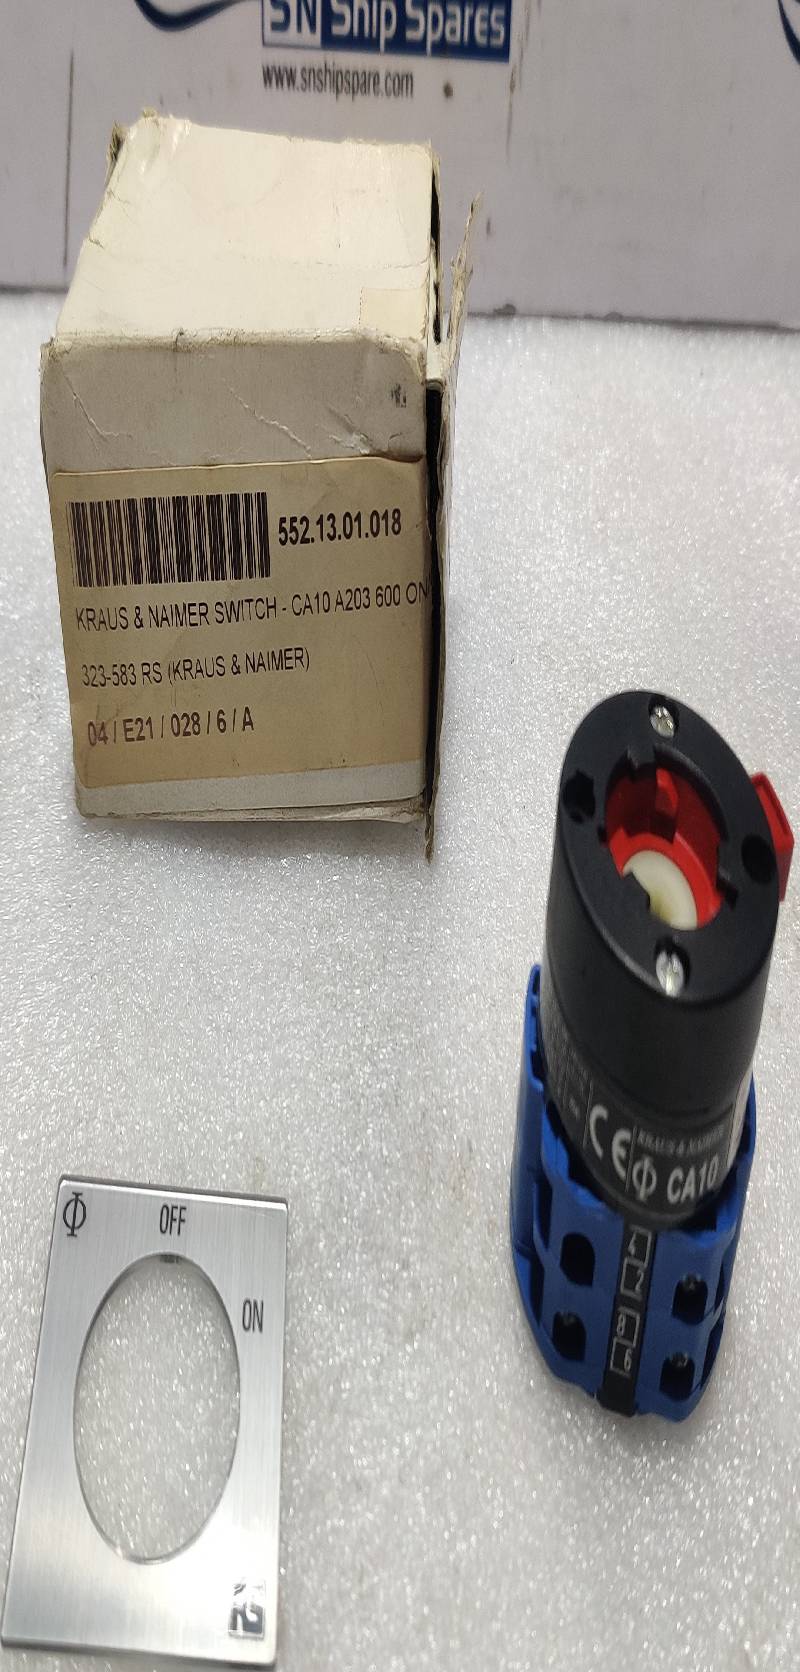 SN Ship Spares
www.snshipspare.com
552.13.01.018
KRAUS & NAIMER SWITCH - CA10 A203 600 ON
323-583 RS (KRAUS & NAIMER)
04 / E21 / 028 / 6 / A
CE
KRAUS & NAIMER
CA10
4 2 8 6
OFF
ON